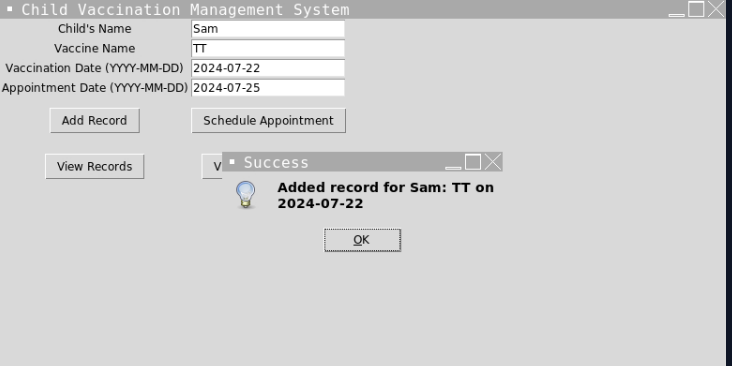 Child Vaccination Management System
Child's Name Sam
Vaccine Name TT
Vaccination Date (YYYY-MM-DD) 2024-07-22
Appointment Date (YYYY-MM-DD) 2024-07-25
Add Record Schedule Appointment
View Records
Success
Added record for Sam: TT on
2024-07-22
OK